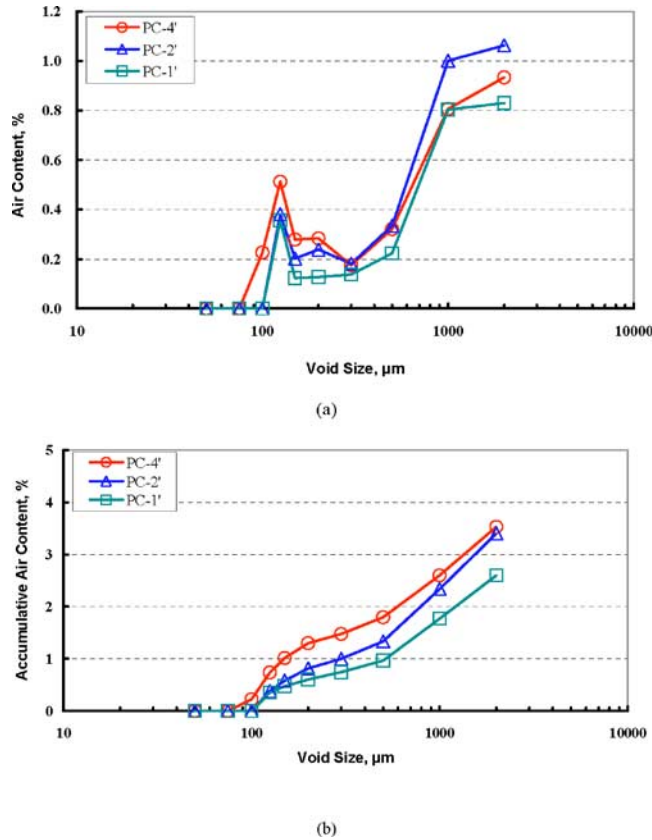 1.2
1.0
0.8
0.6
0.4
0.2
0.0
Air Content, %
PC-4'
PC-2'
PC-1'
10
100
1000
10000
Void Size, µm
(a)
5
4
3
2
1
0
Accumulative Air Content, %
PC-4'
PC-2'
PC-1'
10
100
1000
10000
Void Size, µm
(b)